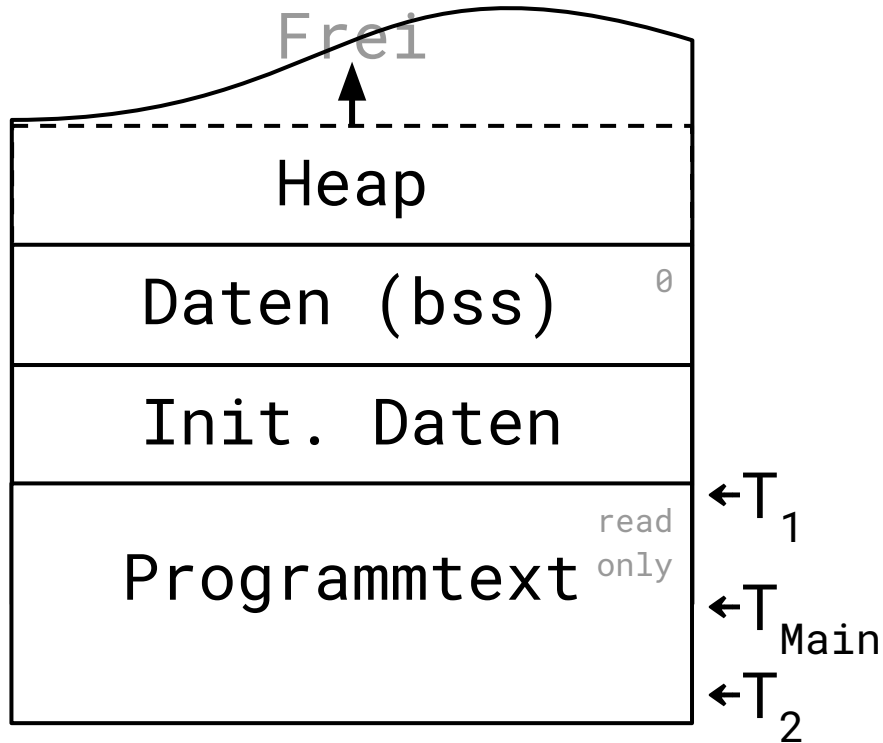 Frei
Heap
Daten (bss) 0
Init. Daten
T1
read
only
Programmtext
TMain
T2